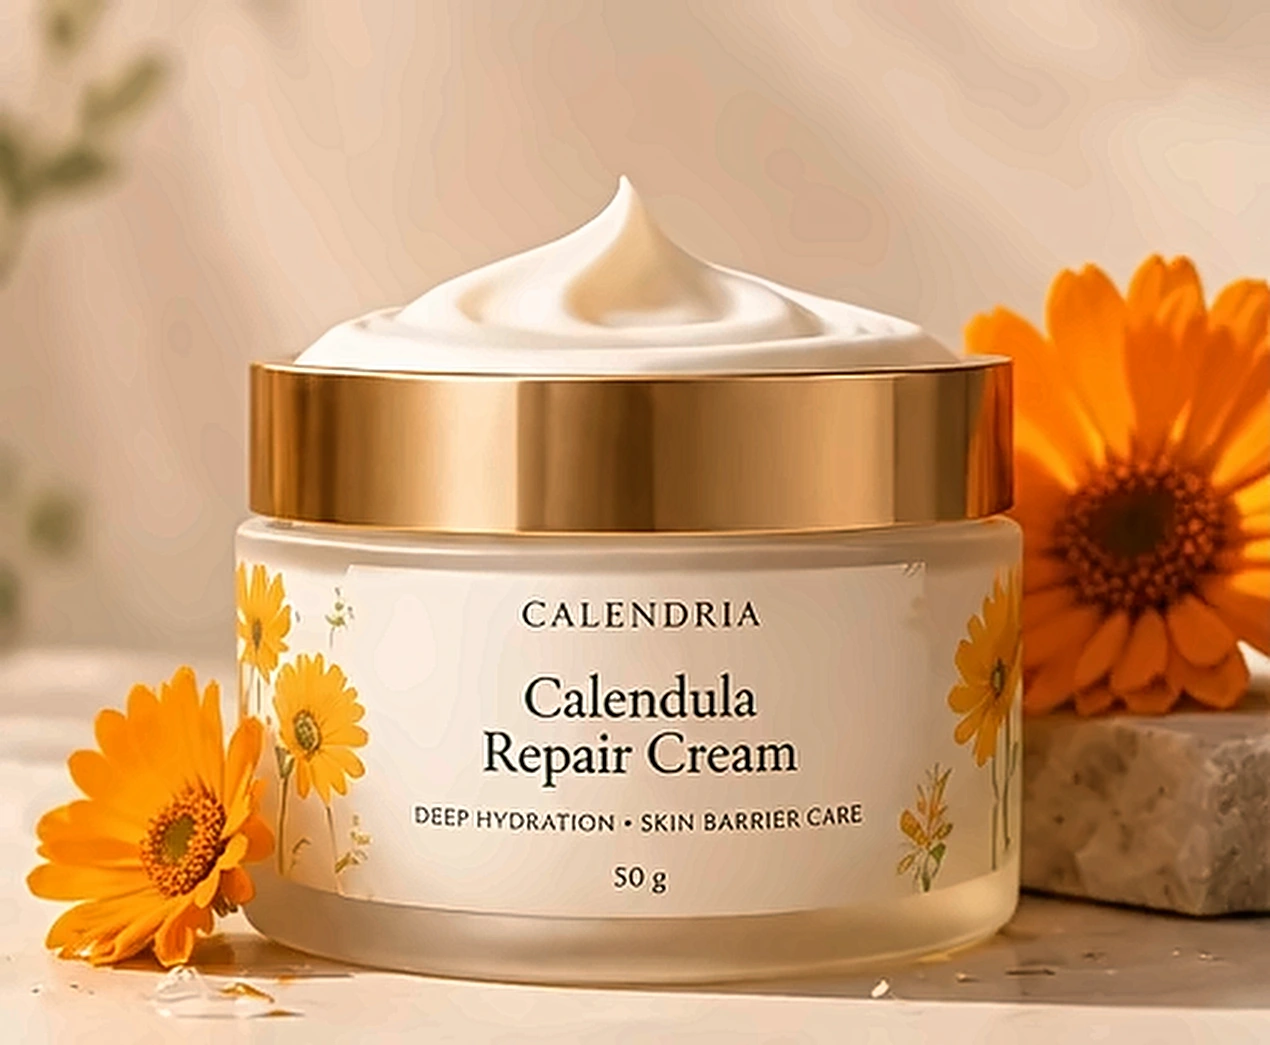 CALENDRIA
Calendula
Repair Cream
DEEP HYDRATION • SKIN BARRIER CARE
50 g